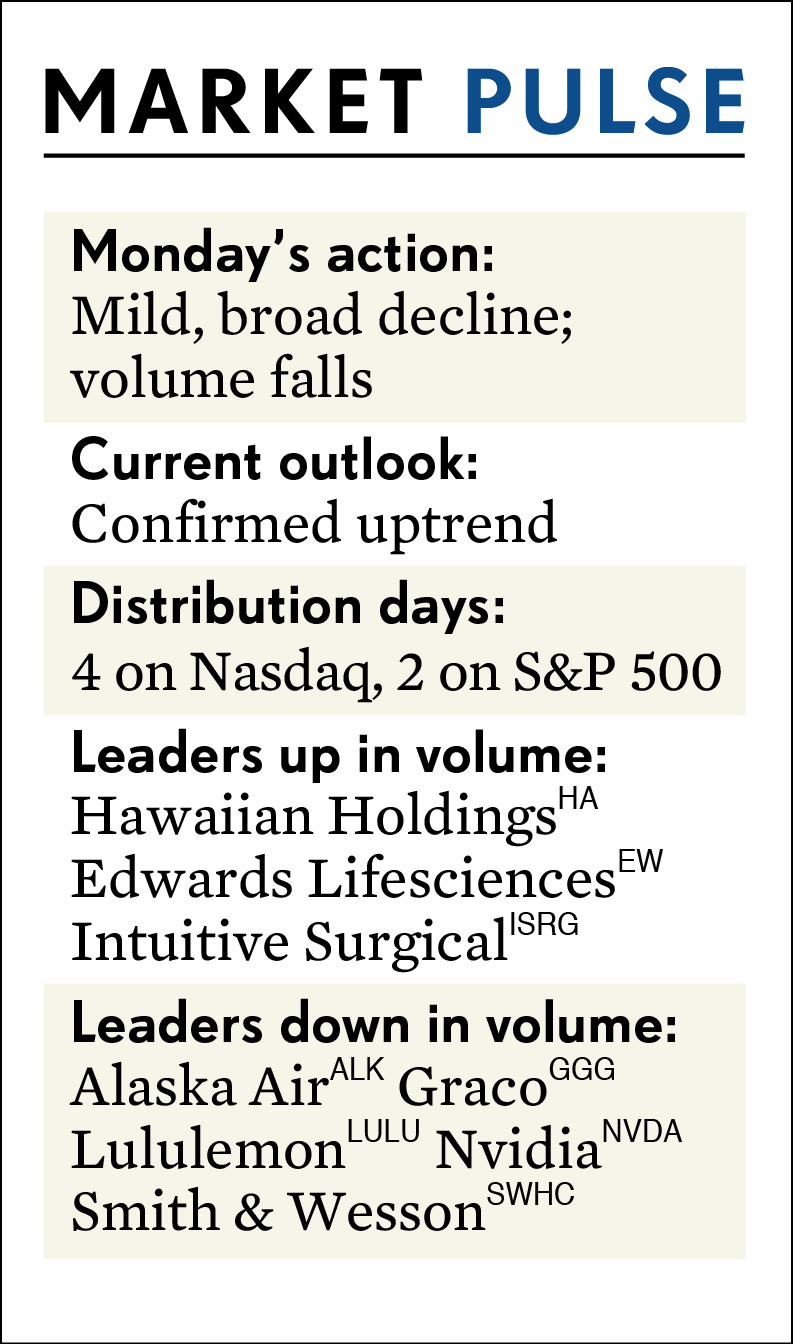 MARKET PULSE
Monday’s action:
Mild, broad decline;
volume falls
Current outlook:
Confirmed uptrend
Distribution days:
4 on Nasdaq, 2 on S&P 500
Leaders up in volume:
Hawaiian Holdings HA
Edwards Lifesciences EW
Intuitive Surgical ISRG
Leaders down in volume:
Alaska Air ALK Graco GGG
Lululemon LULU Nvidia NVDA
Smith & Wesson SWHC